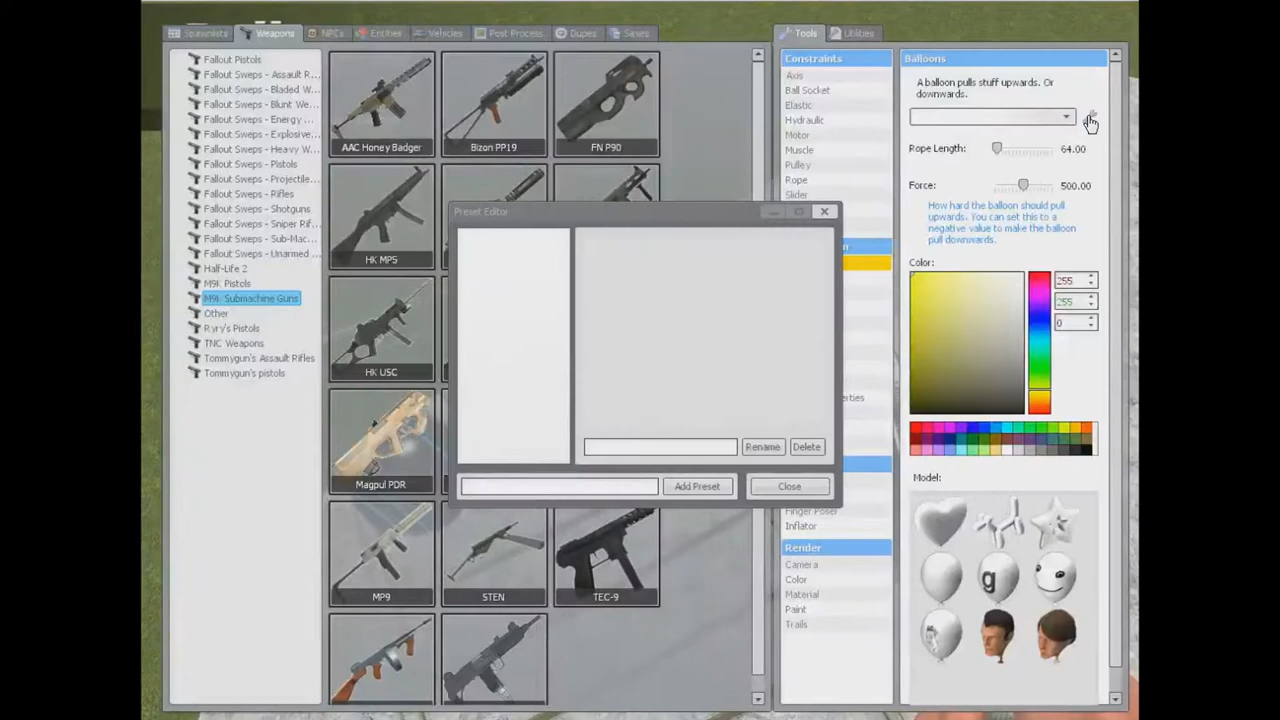 Spawnlists
Weapons
NPCs
Entities
Vehicles
Post Process
Dupes
Saves
Tools
Utilities
Fallout Pistols
Fallout Sweps - Assault R...
Fallout Sweps - Bladed W...
Fallout Sweps - Blunt We...
Fallout Sweps - Energy ...
Fallout Sweps - Explosive...
Fallout Sweps - Heavy W...
Fallout Sweps - Pistols
Fallout Sweps - Projectile...
Fallout Sweps - Rifles
Fallout Sweps - Shotguns
Fallout Sweps - Sniper Rif...
Fallout Sweps - Sub-Mac...
Fallout Sweps - Unarmed ...
Half-Life 2
M9K Pistols
M9K Submachine Guns
Other
Ryry's Pistols
TNC Weapons
Tommygun's Assault Rifles
Tommygun's pistols
AAC Honey Badger
Bizon PP19
FN P90
HK MP5
HK USC
Magpul PDR
MP9
STEN
TEC-9
Preset Editor
Rename
Delete
Add Preset
Close
Constraints
Axis
Ball Socket
Elastic
Hydraulic
Motor
Muscle
Pulley
Rope
Slider
Finger Poser
Inflator
Render
Camera
Color
Material
Paint
Trails
Balloons
A balloon pulls stuff upwards. Or
downwards.
Rope Length: 64.00
Force: 500.00
How hard the balloon should pull
upwards. You can set this to a
negative value to make the balloon
pull downwards.
Color:
255
255
0
Model:
g